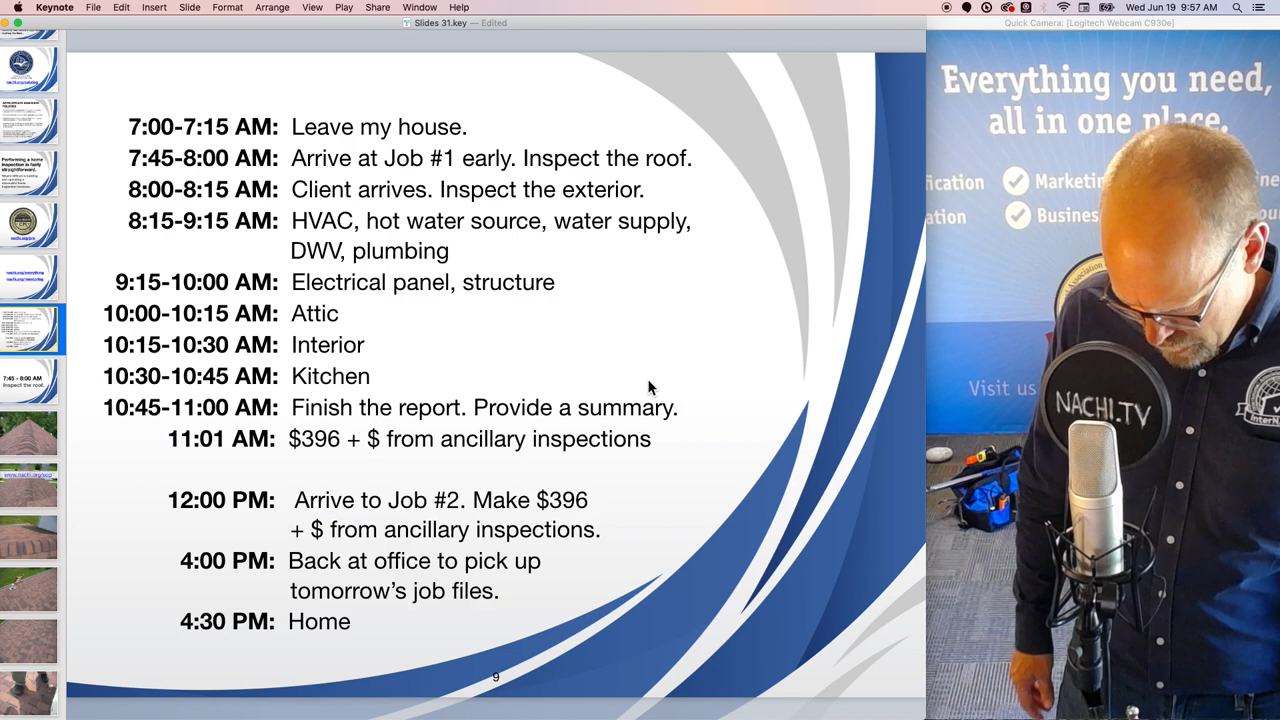 Keynote File Edit Insert Slide Format Arrange View Play Share Window Help Wed Jun 19 9:57 AM
Slides 31.key — Edited
Quick Camera: [Logitech Webcam C930e]
7:00-7:15 AM: Leave my house.
7:45-8:00 AM: Arrive at Job #1 early. Inspect the roof.
8:00-8:15 AM: Client arrives. Inspect the exterior.
8:15-9:15 AM: HVAC, hot water source, water supply,
DWV, plumbing
9:15-10:00 AM: Electrical panel, structure
10:00-10:15 AM: Attic
10:15-10:30 AM: Interior
10:30-10:45 AM: Kitchen
10:45-11:00 AM: Finish the report. Provide a summary.
11:01 AM: $396 + $ from ancillary inspections
12:00 PM: Arrive to Job #2. Make $396
+ $ from ancillary inspections.
4:00 PM: Back at office to pick up
tomorrow's job files.
4:30 PM: Home
9
Performing a home
inspection is fairly
straightforward.
7:45 - 8:00 AM
Inspect the roof.
Everything you need,
all in one place.
fication
Marketin
ation
Busines
Visit us
NACHI.TV